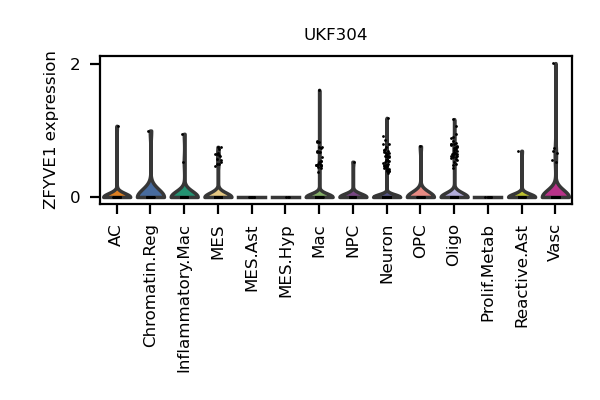 UKF304
ZFYVE1 expression
2
0
AC
Chromatin.Reg
Inflammatory.Mac
MES
MES.Ast
MES.Hyp
Mac
NPC
Neuron
OPC
Oligo
Prolif.Metab
Reactive.Ast
Vasc